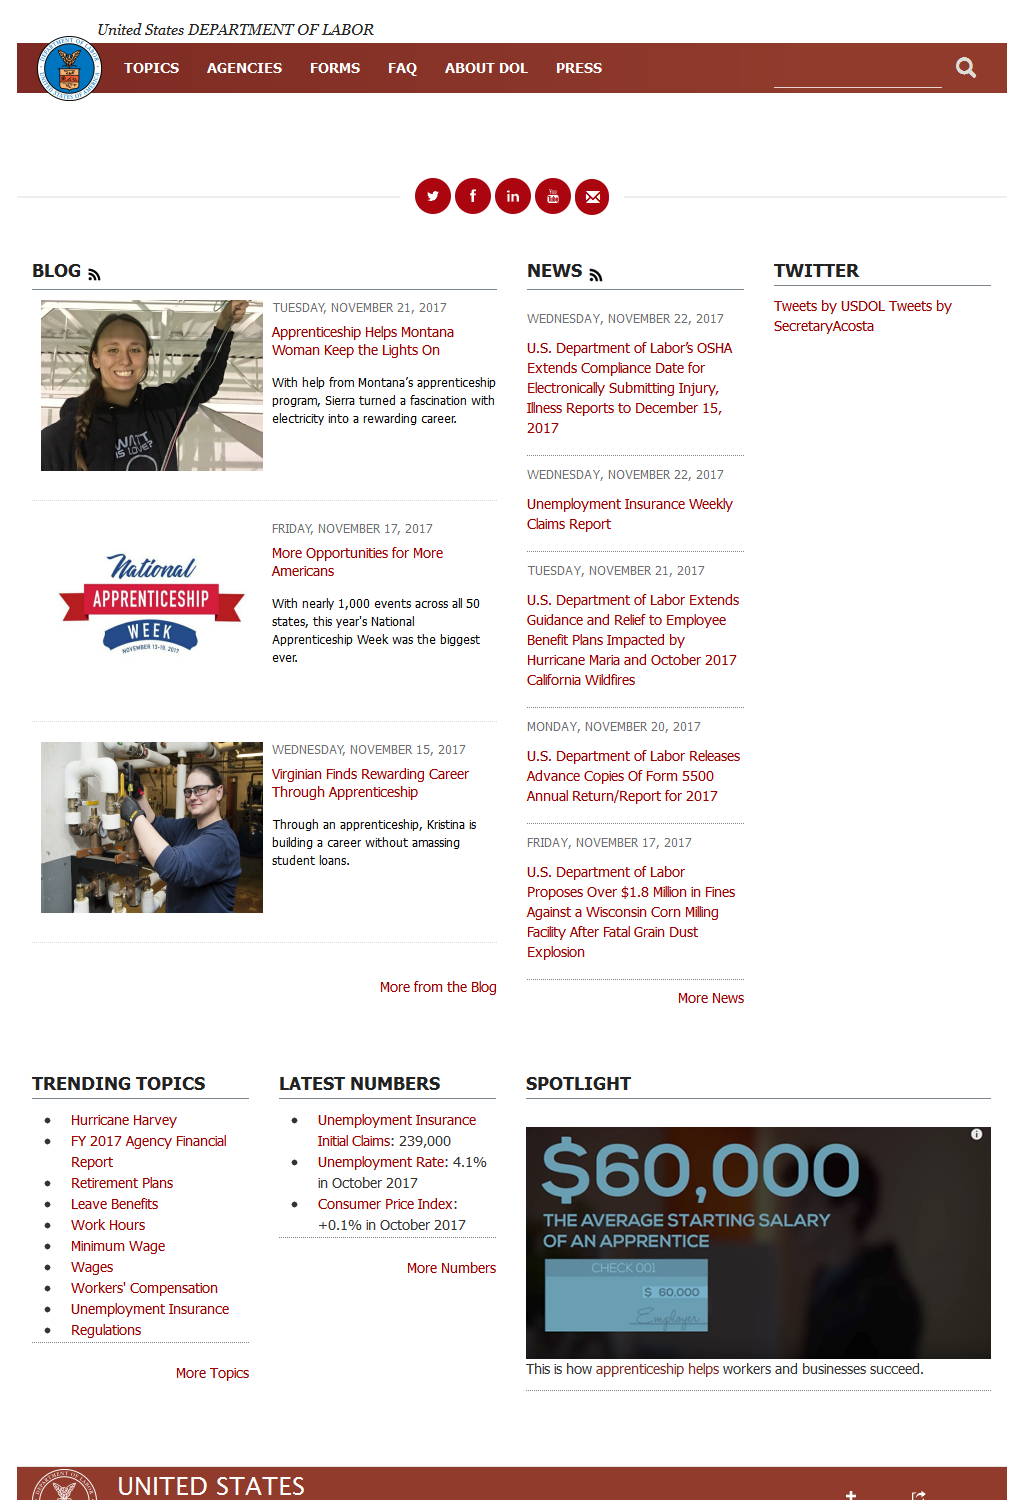 United States DEPARTMENT OF LABOR
TOPICS AGENCIES FORMS FAQ ABOUT DOL PRESS
BLOG
TUESDAY, NOVEMBER 21, 2017
Apprenticeship Helps Montana
Woman Keep the Lights On
With help from Montana’s apprenticeship
program, Sierra turned a fascination with
electricity into a rewarding career.
WATT
IS LOVE?
FRIDAY, NOVEMBER 17, 2017
More Opportunities for More
Americans
With nearly 1,000 events across all 50
states, this year's National
Apprenticeship Week was the biggest
ever.
National
APPRENTICESHIP
WEEK
NOVEMBER 13-19, 2017
WEDNESDAY, NOVEMBER 15, 2017
Virginian Finds Rewarding Career
Through Apprenticeship
Through an apprenticeship, Kristina is
building a career without amassing
student loans.
More from the Blog
NEWS
WEDNESDAY, NOVEMBER 22, 2017
U.S. Department of Labor’s OSHA
Extends Compliance Date for
Electronically Submitting Injury,
Illness Reports to December 15,
2017
WEDNESDAY, NOVEMBER 22, 2017
Unemployment Insurance Weekly
Claims Report
TUESDAY, NOVEMBER 21, 2017
U.S. Department of Labor Extends
Guidance and Relief to Employee
Benefit Plans Impacted by
Hurricane Maria and October 2017
California Wildfires
MONDAY, NOVEMBER 20, 2017
U.S. Department of Labor Releases
Advance Copies Of Form 5500
Annual Return/Report for 2017
FRIDAY, NOVEMBER 17, 2017
U.S. Department of Labor
Proposes Over $1.8 Million in Fines
Against a Wisconsin Corn Milling
Facility After Fatal Grain Dust
Explosion
More News
TWITTER
Tweets by USDOL Tweets by
SecretaryAcosta
TRENDING TOPICS
Hurricane Harvey
FY 2017 Agency Financial
Report
Retirement Plans
Leave Benefits
Work Hours
Minimum Wage
Wages
Workers' Compensation
Unemployment Insurance
Regulations
More Topics
LATEST NUMBERS
Unemployment Insurance
Initial Claims: 239,000
Unemployment Rate: 4.1%
in October 2017
Consumer Price Index:
+0.1% in October 2017
More Numbers
SPOTLIGHT
$60,000
THE AVERAGE STARTING SALARY
OF AN APPRENTICE
CHECK 001
$ 60,000
Employer
This is how apprenticeship helps workers and businesses succeed.
UNITED STATES